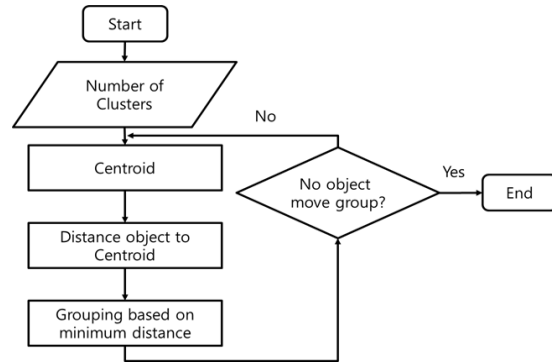 Start
Number of
Clusters
No
Centroid
No object
move group?
Yes
End
Distance object to
Centroid
Grouping based on
minimum distance